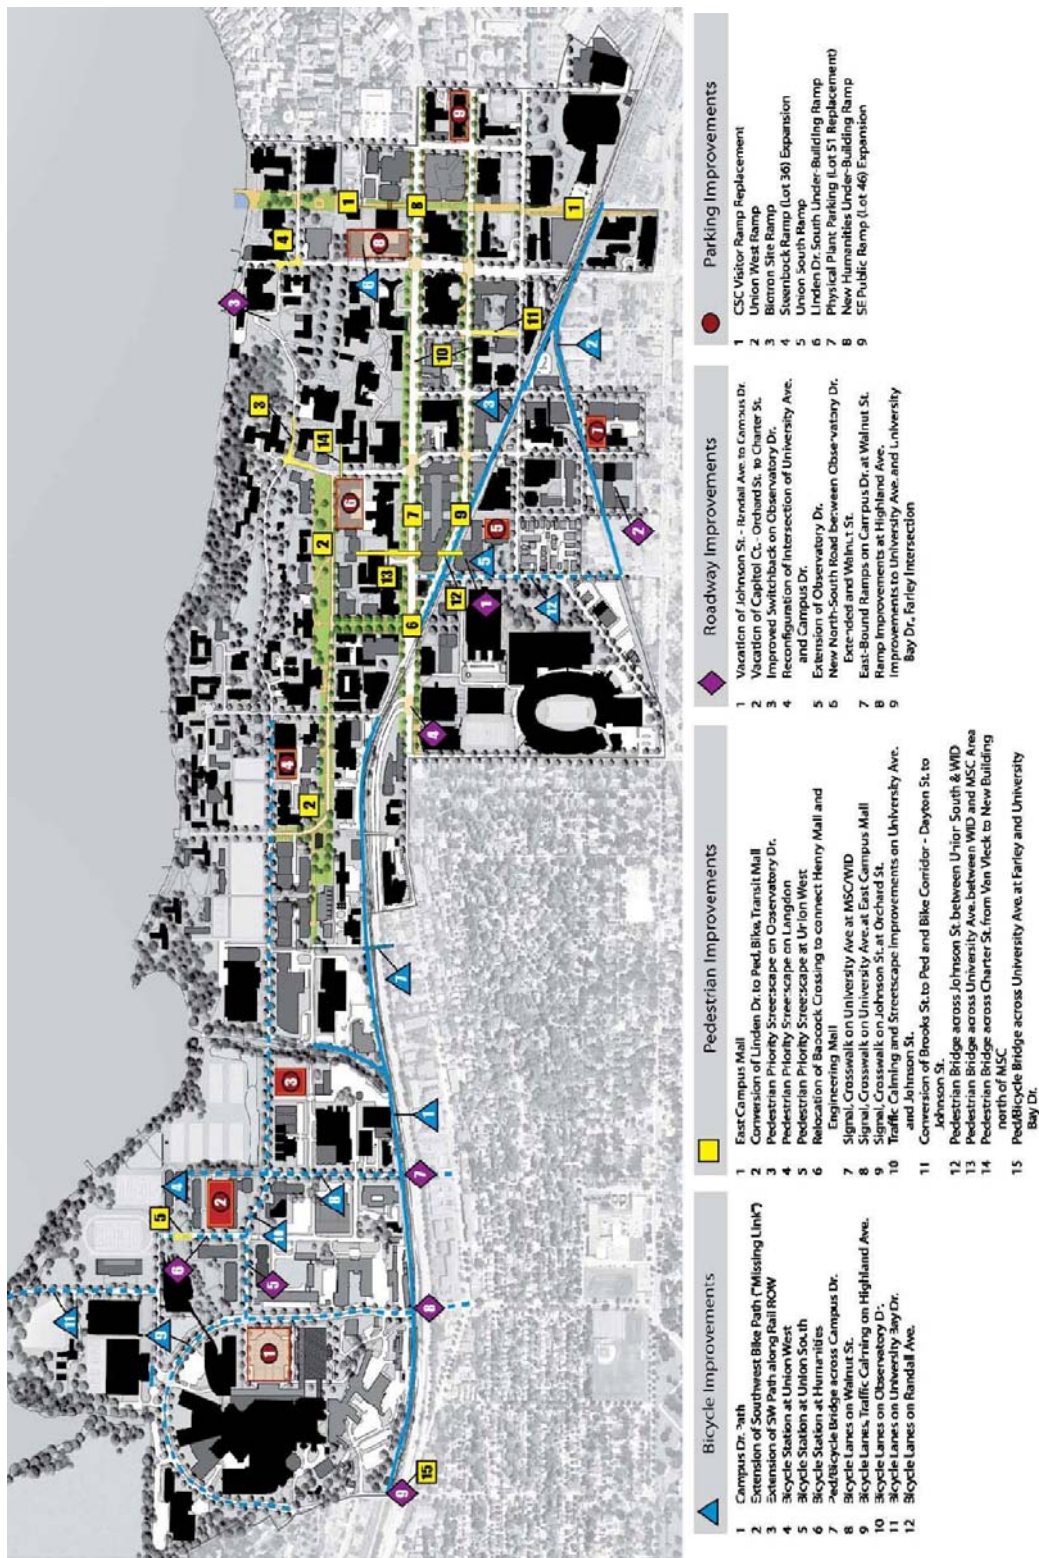 Bicycle Improvements
1 Campus Dr. Path
2 Extension of Southwest Bike Path ("Missing Link")
3 Extension of SW Path along Rail ROW
4 Bicycle Station at Union West
5 Bicycle Station at Union South
6 Bicycle Station at Humanities
7 Ped/Bicycle Bridge across Campus Dr.
8 Bicycle Lanes on Walnut St.
9 Bicycle Lanes, Traffic Calming on Highland Ave.
10 Bicycle Lanes on Observatory Dr.
11 Bicycle Lanes on University Bay Dr.
12 Bicycle Lanes on Randall Ave.
Pedestrian Improvements
1 East Campus Mall
2 Conversion of Linden Dr. to Ped, Bike, Transit Mall
3 Pedestrian Priority Streetscape on Observatory Dr.
4 Pedestrian Priority Streetscape on Langdon
5 Pedestrian Priority Streetscape at Union West
6 Relocation of Babcock Crossing to connect Henry Mall and
Engineering Mall
7 Signal, Crosswalk on University Ave at MSC/WID
8 Signal, Crosswalk on University Ave. at East Campus Mall
9 Signal, Crosswalk on Johnson St. at Orchard St.
10 Traffic Calming and Streetscape Improvements on University Ave.
and Johnson St.
11 Conversion of Brooks St. to Ped and Bike Corridor - Dayton St. to
Johnson St.
12 Pedestrian Bridge across Johnson St. between Union South & WID
13 Pedestrian Bridge across University Ave. between WID and MSC Area
14 Pedestrian Bridge across Charter St. from Van Vleck to New Building
north of MSC
15 Ped/Bicycle Bridge across University Ave. at Farley and University
Bay Dr.
Roadway Improvements
1 Vacation of Johnson St. - Randall Ave. to Campus Dr.
2 Vacation of Capitol Ct. - Orchard St. to Charter St.
3 Improved Switchback on Observatory Dr.
4 Reconfiguration of Intersection of University Ave.
and Campus Dr.
5 Extension of Observatory Dr.
6 New North-South Road between Observatory Dr.
Extended and Walnut St.
7 East-Bound Ramps on Campus Dr. at Walnut St.
8 Ramp Improvements at Highland Ave.
9 Improvements to University Ave. and University
Bay Dr., Farley Intersection
Parking Improvements
1 CSC Visitor Ramp Replacement
2 Union West Ramp
3 Biotron Site Ramp
4 Steenbock Ramp (Lot 36) Expansion
5 Union South Ramp
6 Linden Dr. South Under-Building Ramp
7 Physical Plant Parking (Lot 51 Replacement)
8 New Humanities Under-Building Ramp
9 SE Public Ramp (Lot 46) Expansion